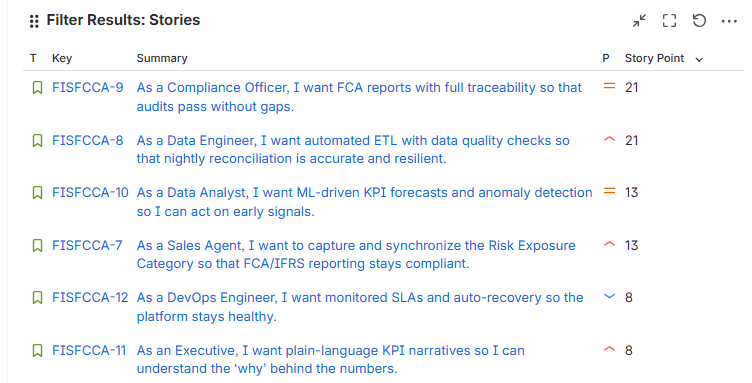 Filter Results: Stories
T Key Summary P Story Point
FISFCCA-9 As a Compliance Officer, I want FCA reports with full traceability so that 21
audits pass without gaps.
FISFCCA-8 As a Data Engineer, I want automated ETL with data quality checks so 21
that nightly reconciliation is accurate and resilient.
FISFCCA-10 As a Data Analyst, I want ML-driven KPI forecasts and anomaly detection 13
so I can act on early signals.
FISFCCA-7 As a Sales Agent, I want to capture and synchronize the Risk Exposure 13
Category so that FCA/IFRS reporting stays compliant.
FISFCCA-12 As a DevOps Engineer, I want monitored SLAs and auto-recovery so the 8
platform stays healthy.
FISFCCA-11 As an Executive, I want plain-language KPI narratives so I can 8
understand the ‘why’ behind the numbers.